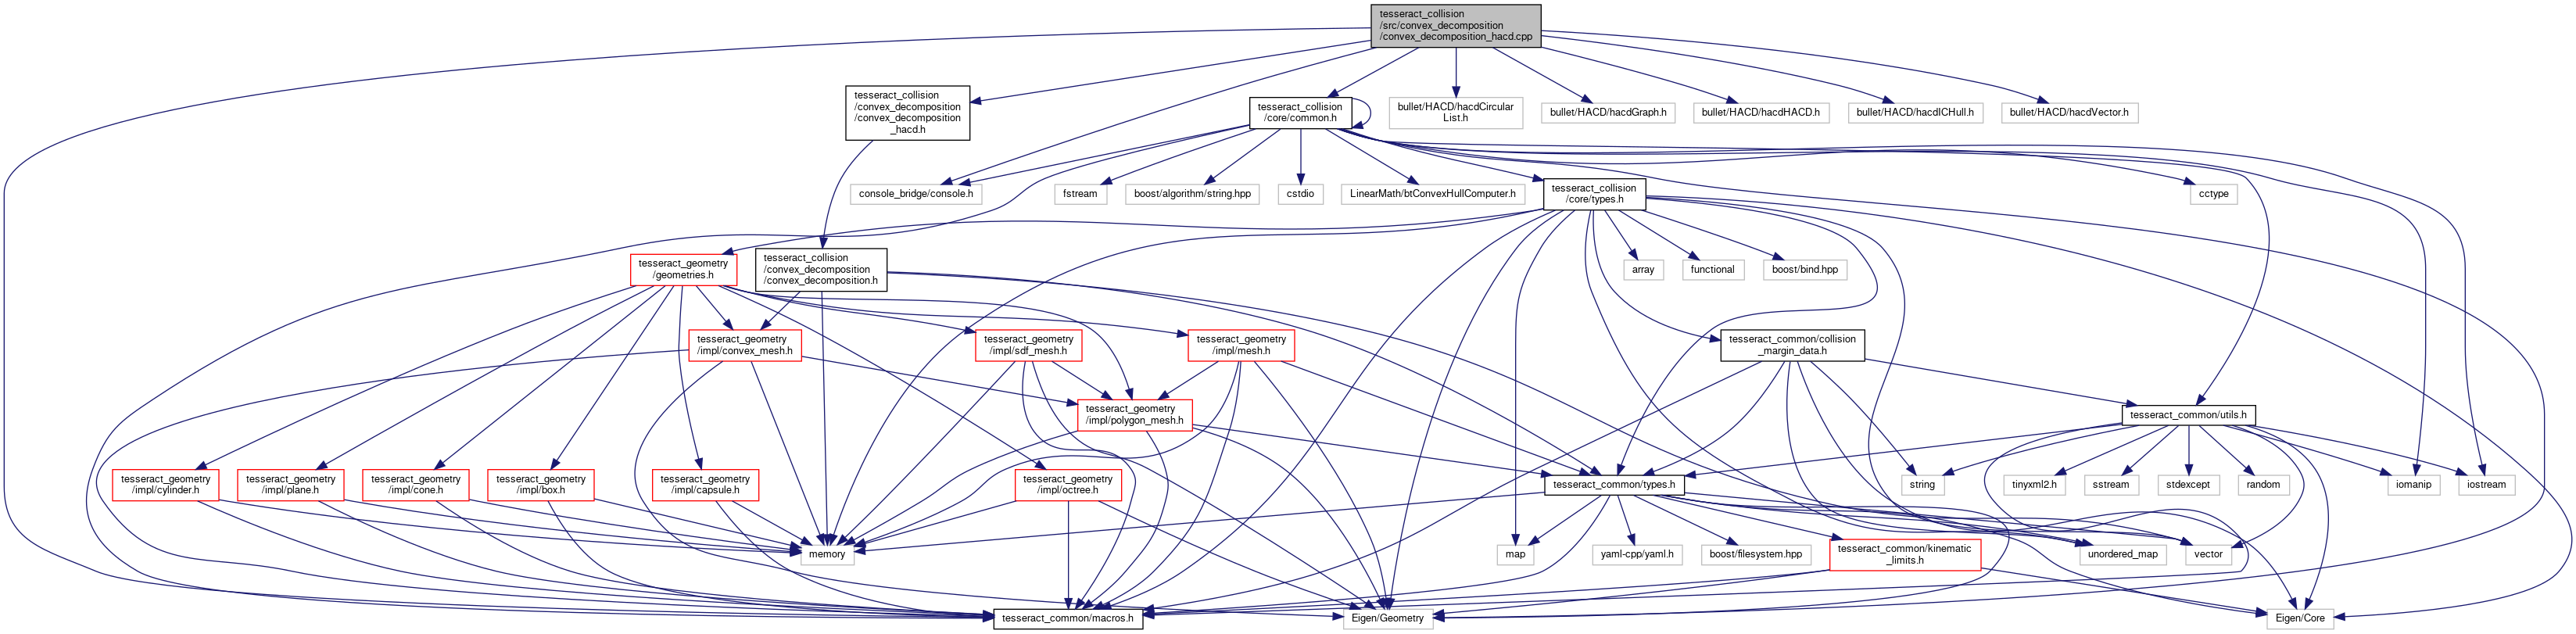 tesseract_collision
/src/convex_decomposition
/convex_decomposition_hacd.cpp
tesseract_collision
/convex_decomposition
/convex_decomposition
_hacd.h
tesseract_collision
/core/common.h
bullet/HACD/hacdCircular
List.h
bullet/HACD/hacdGraph.h
bullet/HACD/hacdHACD.h
bullet/HACD/hacdICHull.h
bullet/HACD/hacdVector.h
console_bridge/console.h
fstream
boost/algorithm/string.hpp
cstdio
LinearMath/btConvexHullComputer.h
tesseract_collision
/core/types.h
cctype
tesseract_geometry
/geometries.h
tesseract_collision
/convex_decomposition
/convex_decomposition.h
array
functional
boost/bind.hpp
tesseract_geometry
/impl/convex_mesh.h
tesseract_geometry
/impl/sdf_mesh.h
tesseract_geometry
/impl/mesh.h
tesseract_common/collision
_margin_data.h
tesseract_geometry
/impl/polygon_mesh.h
tesseract_common/utils.h
tesseract_geometry
/impl/cylinder.h
tesseract_geometry
/impl/plane.h
tesseract_geometry
/impl/cone.h
tesseract_geometry
/impl/box.h
tesseract_geometry
/impl/capsule.h
tesseract_geometry
/impl/octree.h
tesseract_common/types.h
string
tinyxml2.h
sstream
stdexcept
random
iomanip
iostream
memory
map
yaml-cpp/yaml.h
boost/filesystem.hpp
tesseract_common/kinematic
_limits.h
unordered_map
vector
tesseract_common/macros.h
Eigen/Geometry
Eigen/Core